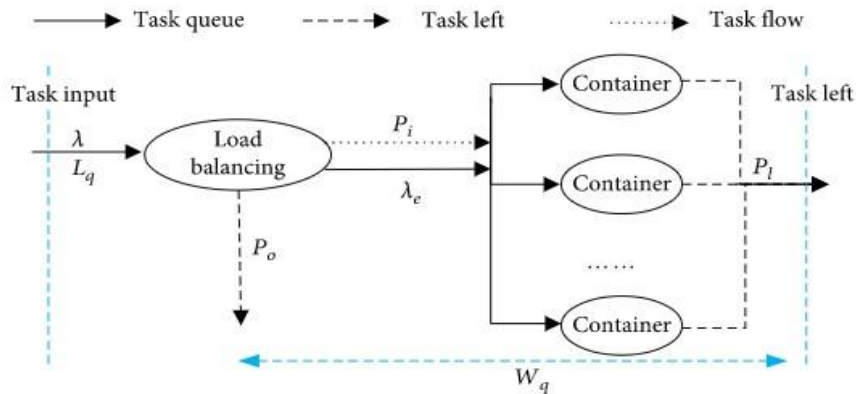 Task queue
Task left
Task flow
Task input
Container
Task left
λ
L_q
Load
balancing
P_i
λ_e
Container
P_l
P_o
... ...
Container
W_q